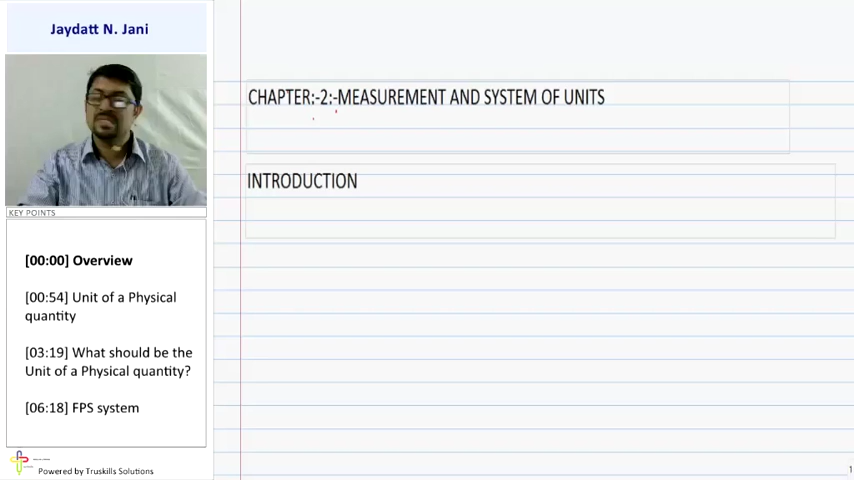 Jaydatt N. Jani
CHAPTER:-2:-MEASUREMENT AND SYSTEM OF UNITS
INTRODUCTION
KEY POINTS
[00:00] Overview
[00:54] Unit of a Physical
quantity
[03:19] What should be the
Unit of a Physical quantity?
[06:18] FPS system
Powered by Truskills Solutions
1